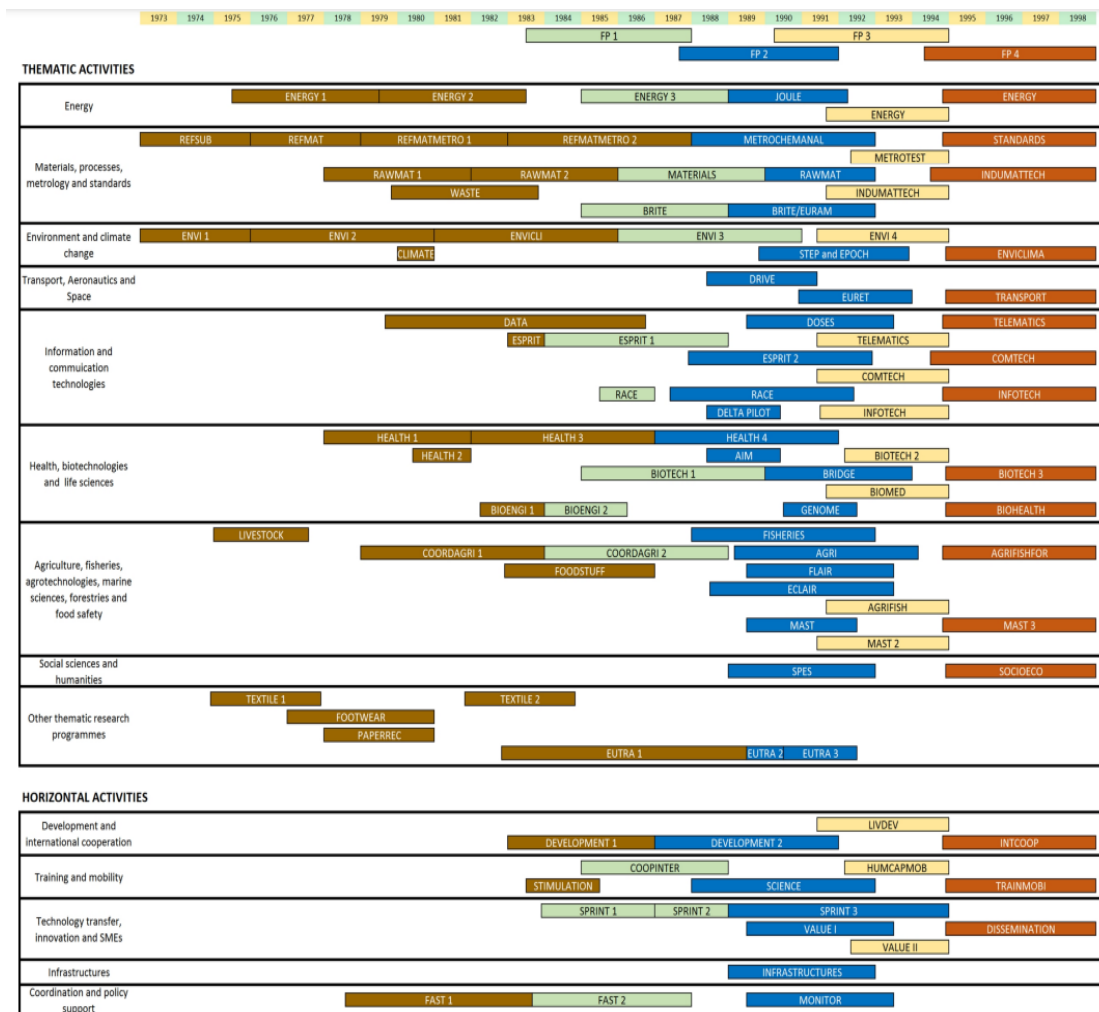 1973 1974 1975 1976 1977 1978 1979 1980 1981 1982 1983 1984 1985 1986 1987 1988 1989 1990 1991 1992 1993 1994 1995 1996 1997 1998
FP 1 FP 3
FP 2 FP 4
THEMATIC ACTIVITIES
Energy
ENERGY 1 ENERGY 2 ENERGY 3 JOULE ENERGY
ENERGY
Materials, processes,
metrology and standards
REFSUB REFMAT REFMATMETRO 1 REFMATMETRO 2 METROCHEMANAL STANDARDS
METROTEST
RAWMAT 1 RAWMAT 2 MATERIALS RAWMAT INDUMATTECH
WASTE INDUMATTECH
BRITE BRITE/EURAM
Environment and climate
change
ENVI 1 ENVI 2 ENVICLI ENVI 3 ENVI 4
CLIMATE STEP and EPOCH ENVICLIMA
Transport, Aeronautics and
Space
DRIVE
EURET TRANSPORT
Information and
commuication
technologies
DATA DOSES TELEMATICS
ESPRIT ESPRIT 1 TELEMATICS
ESPRIT 2 COMTECH
COMTECH
RACE RACE INFOTECH
DELTA PILOT INFOTECH
Health, biotechnologies
and life sciences
HEALTH 1 HEALTH 3 HEALTH 4
HEALTH 2 AIM BIOTECH 2
BIOTECH 1 BRIDGE BIOTECH 3
BIOMED
BIOENGI 1 BIOENGI 2 GENOME BIOHEALTH
Agriculture, fisheries,
agrotechnologies, marine
sciences, forestries and
food safety
LIVESTOCK FISHERIES
COORDAGRI 1 COORDAGRI 2 AGRI AGRIFISHFOR
FOODSTUFF FLAIR
ECLAIR
AGRIFISH
MAST MAST 3
MAST 2
Social sciences and
humanities
SPES SOCIOECO
Other thematic research
programmes
TEXTILE 1 TEXTILE 2
FOOTWEAR
PAPERREC
EUTRA 1 EUTRA 2 EUTRA 3
HORIZONTAL ACTIVITIES
Development and
international cooperation
LIVDEV
DEVELOPMENT 1 DEVELOPMENT 2 INTCOOP
Training and mobility
COOPINTER HUMCAPMOB
STIMULATION SCIENCE TRAINMOBI
Technology transfer,
innovation and SMEs
SPRINT 1 SPRINT 2 SPRINT 3
VALUE I DISSEMINATION
VALUE II
Infrastructures
INFRASTRUCTURES
Coordination and policy
support
FAST 1 FAST 2 MONITOR